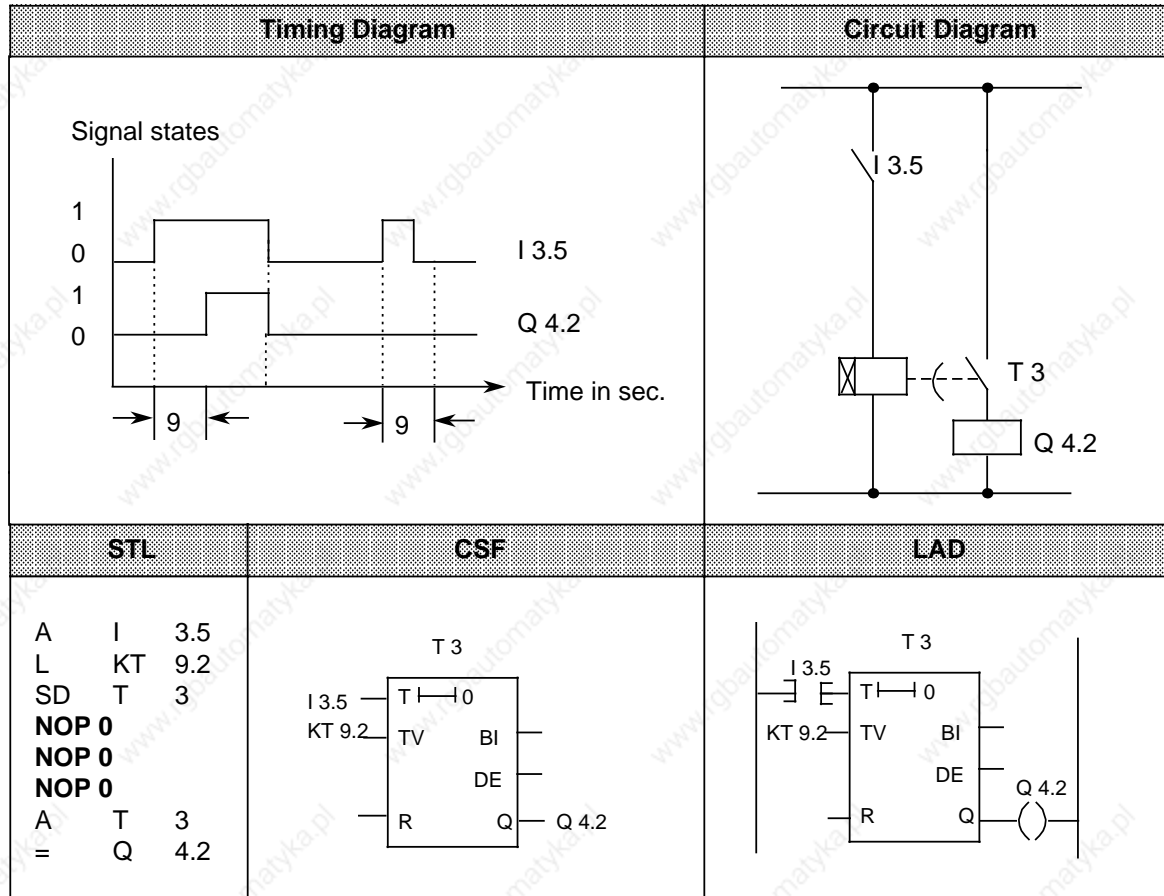 Timing Diagram
Circuit Diagram
Signal states
1
0
I 3.5
1
0
Q 4.2
Time in sec.
9
9
I 3.5
T 3
Q 4.2
STL
CSF
LAD
A I 3.5
L KT 9.2
SD T 3
NOP 0
NOP 0
NOP 0
A T 3
= Q 4.2
T 3
I 3.5
T 0
KT 9.2
TV BI
DE
R Q
Q 4.2
T 3
I 3.5
T 0
KT 9.2
TV BI
DE
Q 4.2
R Q
www.rgbautomatyka.pl